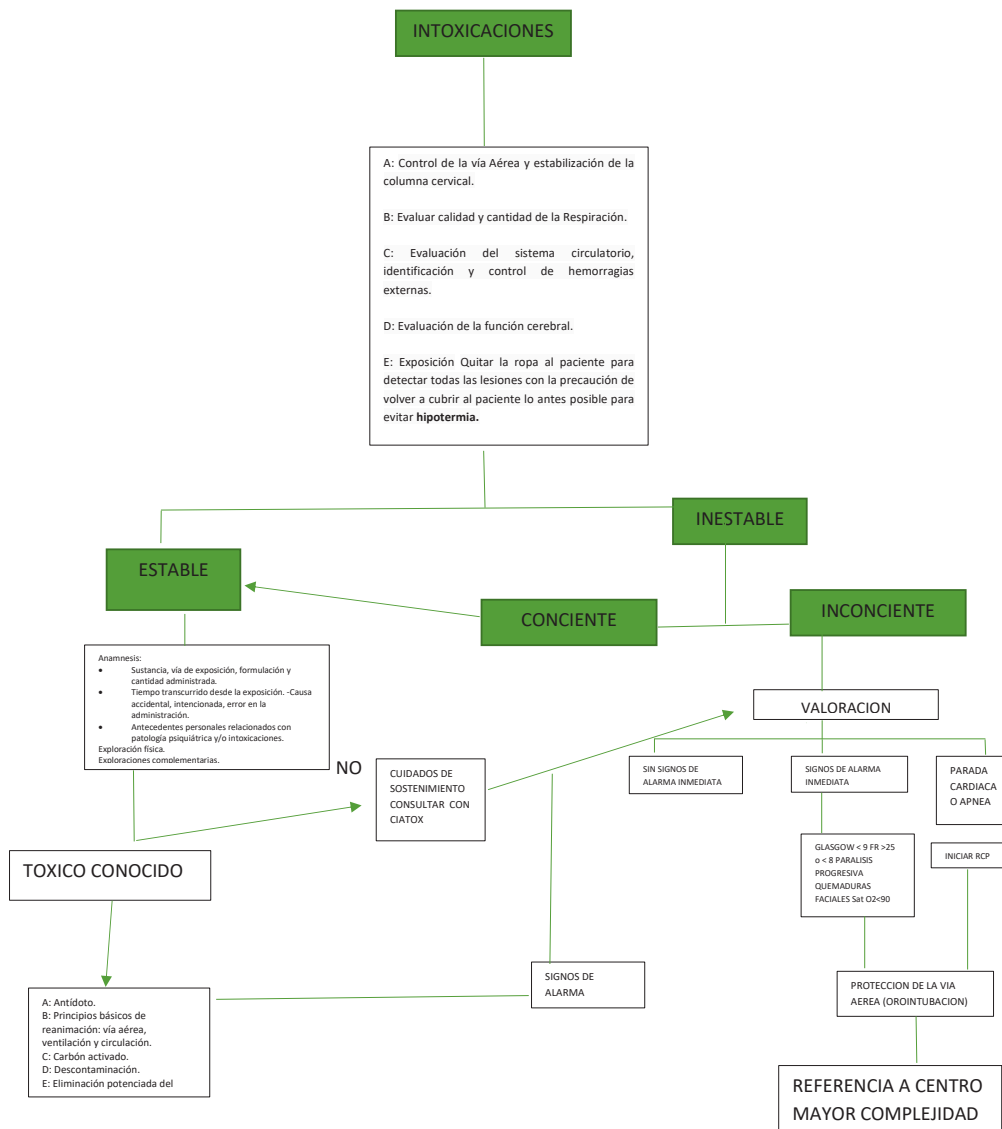 INTOXICACIONES
A: Control de la vía Aérea y estabilización de la
columna cervical.
B: Evaluar calidad y cantidad de la Respiración.
C: Evaluación del sistema circulatorio,
identificación y control de hemorragias
externas.
D: Evaluación de la función cerebral.
E: Exposición Quitar la ropa al paciente para
detectar todas las lesiones con la precaución de
volver a cubrir al paciente lo antes posible para
evitar hipotermia.
INESTABLE
ESTABLE
CONCIENTE
INCONCIENTE
Anamnesis:
• Sustancia, vía de exposición, formulación y
cantidad administrada.
• Tiempo transcurrido desde la exposición. -Causa
accidental, intencionada, error en la
administración.
• Antecedentes personales relacionados con
patología psiquiátrica y/o intoxicaciones.
Exploración física.
Exploraciones complementarias.
VALORACION
NO
CUIDADOS DE
SOSTENIMIENTO
CONSULTAR CON
CIATOX
SIN SIGNOS DE
ALARMA INMEDIATA
SIGNOS DE ALARMA
INMEDIATA
PARADA
CARDIACA
O APNEA
TOXICO CONOCIDO
GLASGOW < 9 FR >25
o < 8 PARALISIS
PROGRESIVA
QUEMADURAS
FACIALES Sat O2<90
INICIAR RCP
SIGNOS DE
ALARMA
PROTECCION DE LA VIA
AEREA (OROINTUBACION)
A: Antídoto.
B: Principios básicos de
reanimación: vía aérea,
ventilación y circulación.
C: Carbón activado.
D: Descontaminación.
E: Eliminación potenciada del
REFERENCIA A CENTRO
MAYOR COMPLEJIDAD